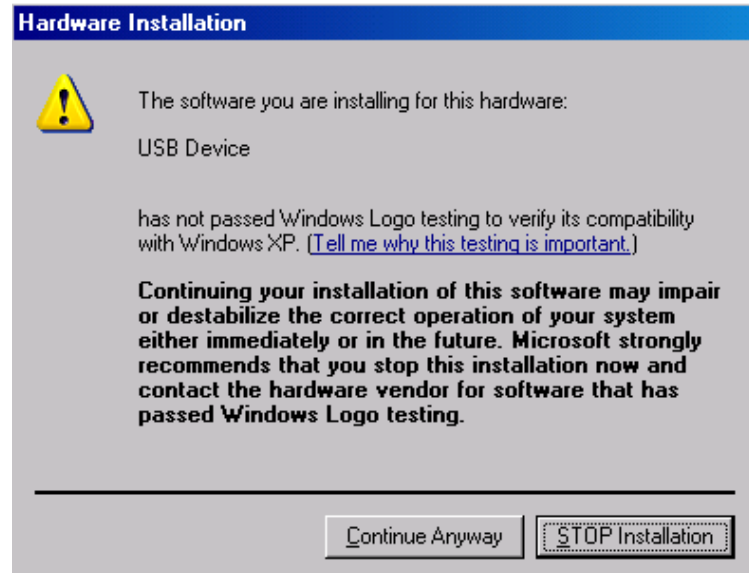 Hardware Installation
The software you are installing for this hardware:
USB Device
has not passed Windows Logo testing to verify its compatibility
with Windows XP. (Tell me why this testing is important.)
Continuing your installation of this software may impair
or destabilize the correct operation of your system
either immediately or in the future. Microsoft strongly
recommends that you stop this installation now and
contact the hardware vendor for software that has
passed Windows Logo testing.
Continue Anyway
STOP Installation